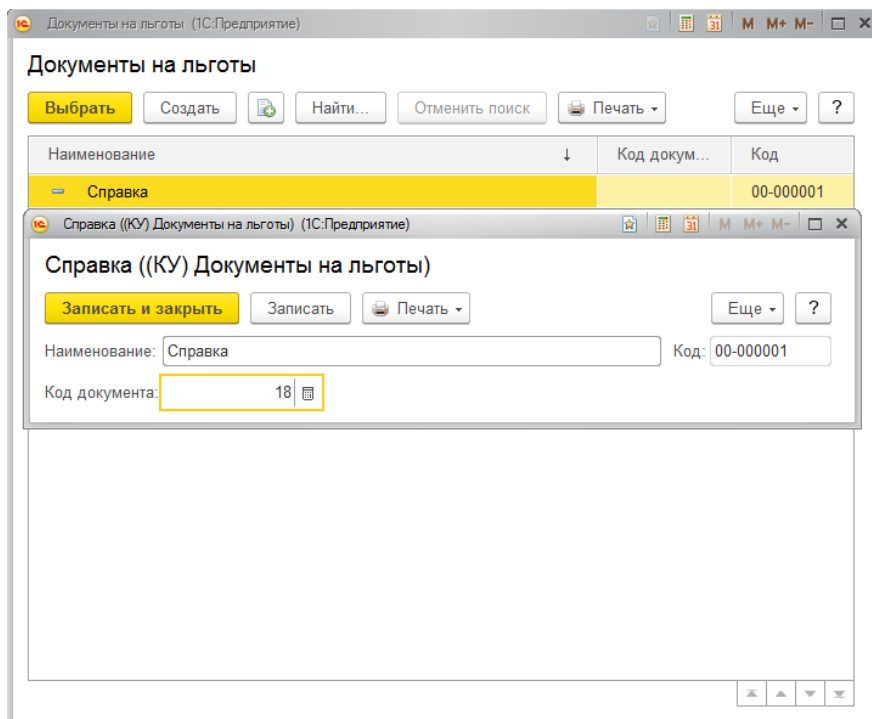 Документы на льготы (1С:Предприятие) 31 M M+ M-
Документы на льготы
Выбрать Создать Найти... Отменить поиск Печать Еще ?
Наименование ↓ Код докум... Код
Справка 00-000001
Справка ((КУ) Документы на льготы) (1С:Предприятие) 31 M M+ M-
Справка ((КУ) Документы на льготы)
Записать и закрыть Записать Печать Еще ?
Наименование: Справка Код: 00-000001
Код документа: 18